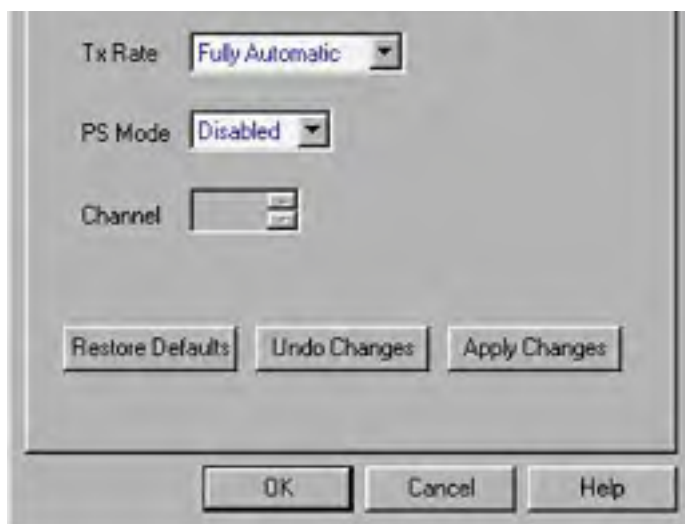 Tx Rate Fully Automatic
PS Mode Disabled
Channel
Restore Defaults Undo Changes Apply Changes
OK Cancel Help